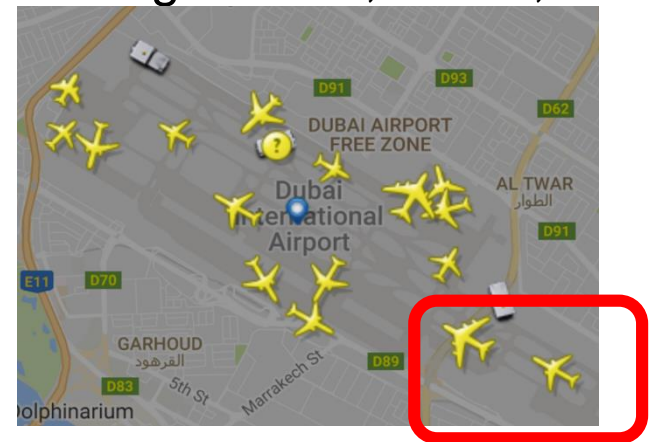 D91
D93
D62
DUBAI AIRPORT
FREE ZONE
?
AL TWAR
الطوار
Dubai
International
Airport
D91
E11
D70
GARHOUD
القرهود
D89
5th St
Marrakech St
D83
Dolphinarium